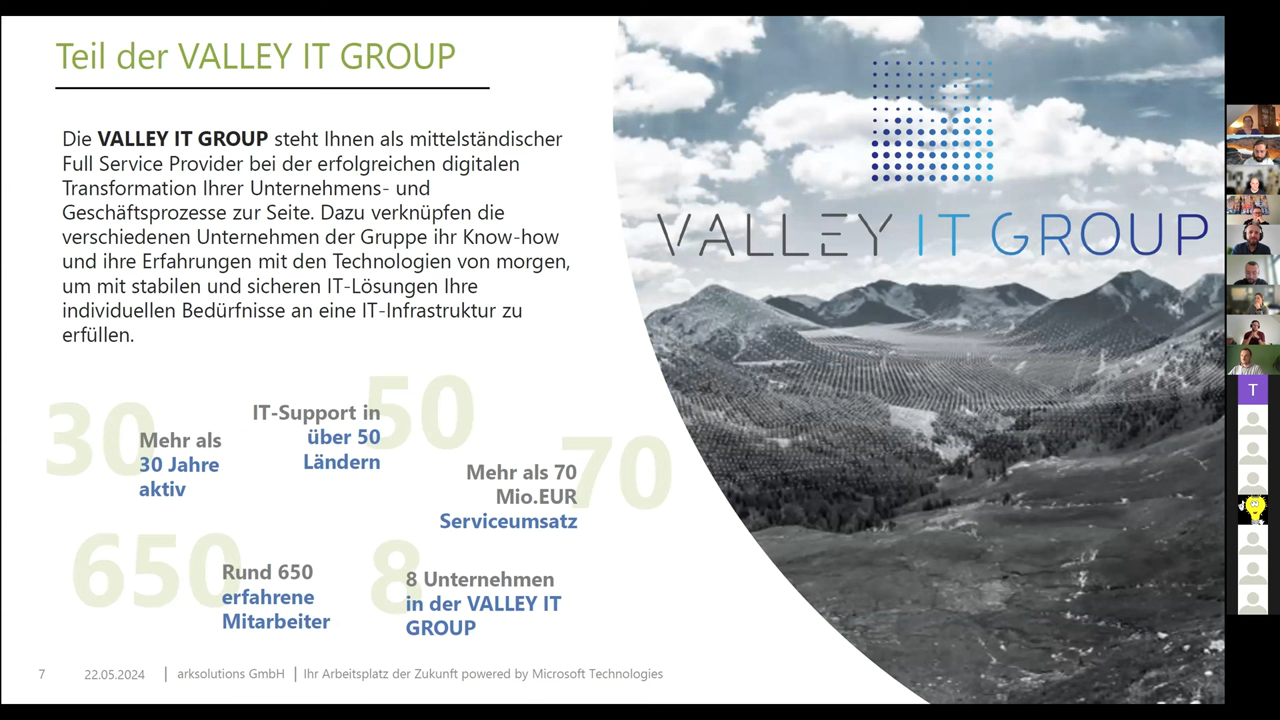 Teil der VALLEY IT GROUP
Die VALLEY IT GROUP steht Ihnen als mittelständischer
Full Service Provider bei der erfolgreichen digitalen
Transformation Ihrer Unternehmens- und
Geschäftsprozesse zur Seite. Dazu verknüpfen die
verschiedenen Unternehmen der Gruppe ihr Know-how
und ihre Erfahrungen mit den Technologien von morgen,
um mit stabilen und sicheren IT-Lösungen Ihre
individuellen Bedürfnisse an eine IT-Infrastruktur zu
erfüllen.
30
Mehr als
30 Jahre
aktiv
50
IT-Support in
über 50
Ländern
70
Mehr als 70
Mio.EUR
Serviceumsatz
650
Rund 650
erfahrene
Mitarbeiter
8
8 Unternehmen
in der VALLEY IT
GROUP
7 22.05.2024 | arksolutions GmbH | Ihr Arbeitsplatz der Zukunft powered by Microsoft Technologies
VALLEY IT GROUP
T